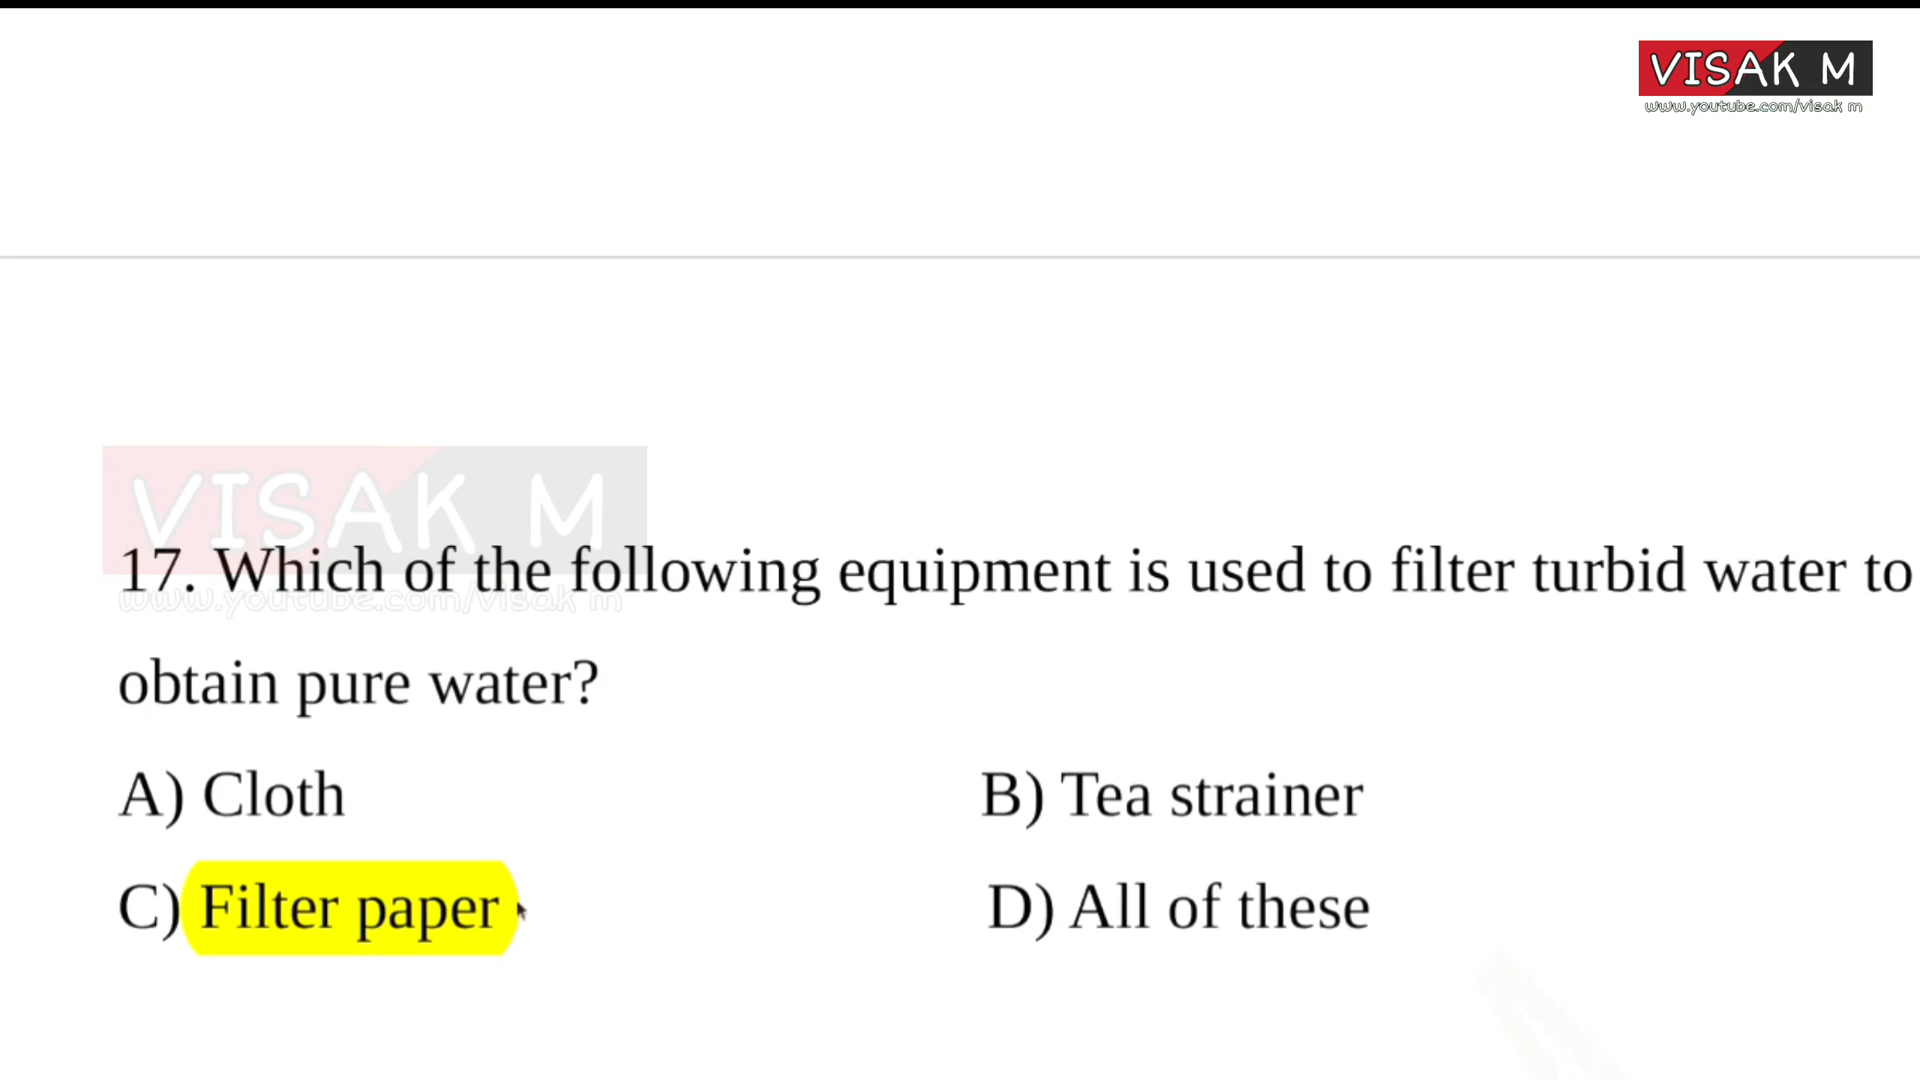 VISAK M
www.youtube.com/visak m
VISAK M
17. Which of the following equipment is used to filter turbid water to
www.youtube.com/visak m
obtain pure water?
A) Cloth B) Tea strainer
C) Filter paper D) All of these